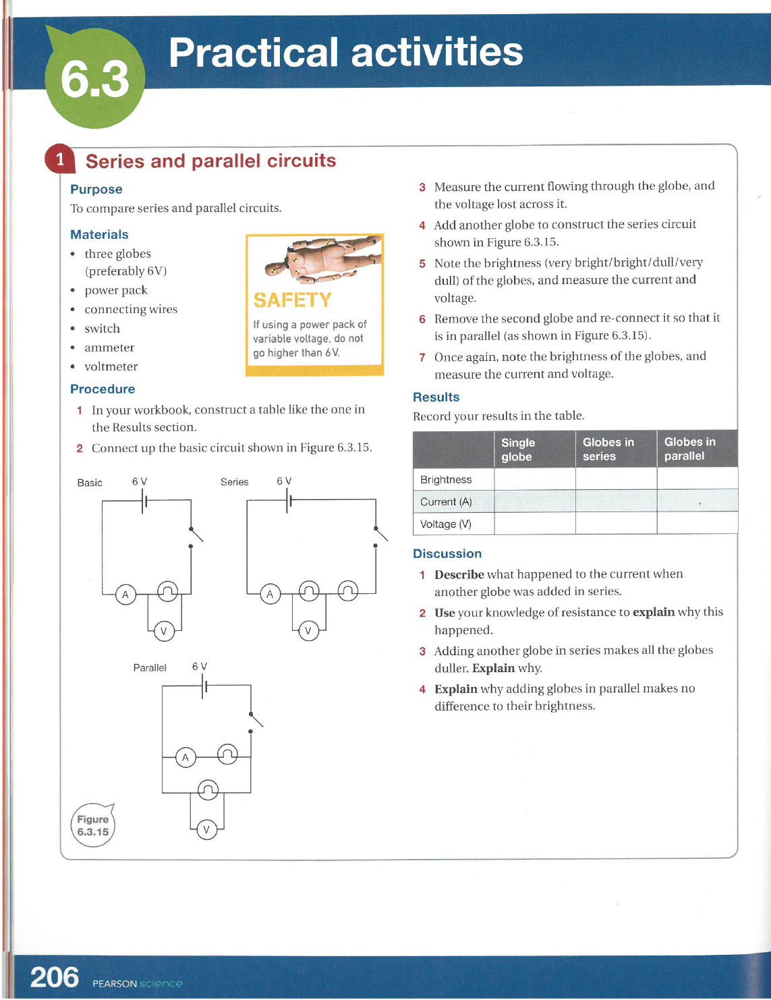 6.3
Practical activities
1
Series and parallel circuits
Purpose
To compare series and parallel circuits.
Materials
• three globes
(preferably 6V)
• power pack
• connecting wires
• switch
• ammeter
• voltmeter
SAFETY
If using a power pack of
variable voltage, do not
go higher than 6 V.
Procedure
1 In your workbook, construct a table like the one in
the Results section.
2 Connect up the basic circuit shown in Figure 6.3.15.
Basic 6 V
A
V
Series 6 V
A
V
Parallel 6 V
A
V
Figure
6.3.15
3 Measure the current flowing through the globe, and
the voltage lost across it.
4 Add another globe to construct the series circuit
shown in Figure 6.3.15.
5 Note the brightness (very bright/bright/dull/very
dull) of the globes, and measure the current and
voltage.
6 Remove the second globe and re-connect it so that it
is in parallel (as shown in Figure 6.3.15).
7 Once again, note the brightness of the globes, and
measure the current and voltage.
Results
Record your results in the table.
Single globe Globes in series Globes in parallel
Brightness
Current (A)
Voltage (V)
Discussion
1 Describe what happened to the current when
another globe was added in series.
2 Use your knowledge of resistance to explain why this
happened.
3 Adding another globe in series makes all the globes
duller. Explain why.
4 Explain why adding globes in parallel makes no
difference to their brightness.
206 PEARSON science